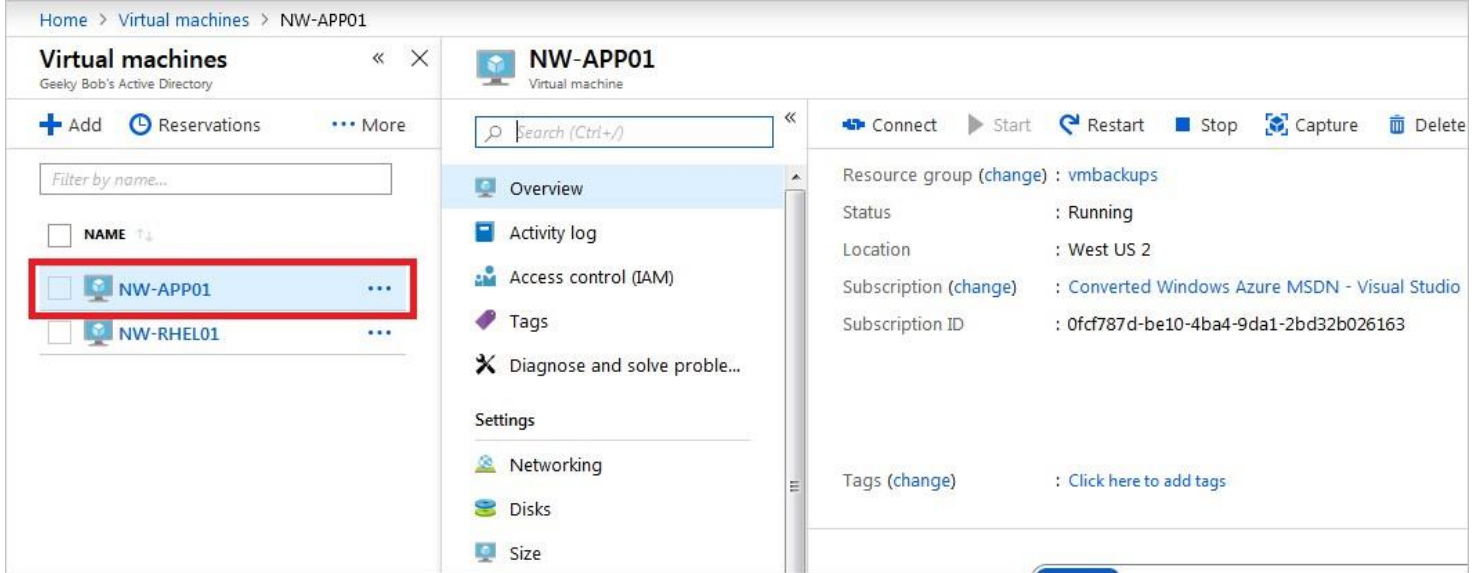 Home > Virtual machines > NW-APP01
Virtual machines
Geeky Bob's Active Directory
Add Reservations ··· More
Filter by name...
NAME
NW-APP01 ···
NW-RHEL01 ···
NW-APP01
Virtual machine
Search (Ctrl+/)
Overview
Activity log
Access control (IAM)
Tags
Diagnose and solve proble...
Settings
Networking
Disks
Size
Connect Start Restart Stop Capture Delete
Resource group (change) : vmbackups
Status : Running
Location : West US 2
Subscription (change) : Converted Windows Azure MSDN - Visual Studio
Subscription ID : 0fcf787d-be10-4ba4-9da1-2bd32b026163
Tags (change) : Click here to add tags